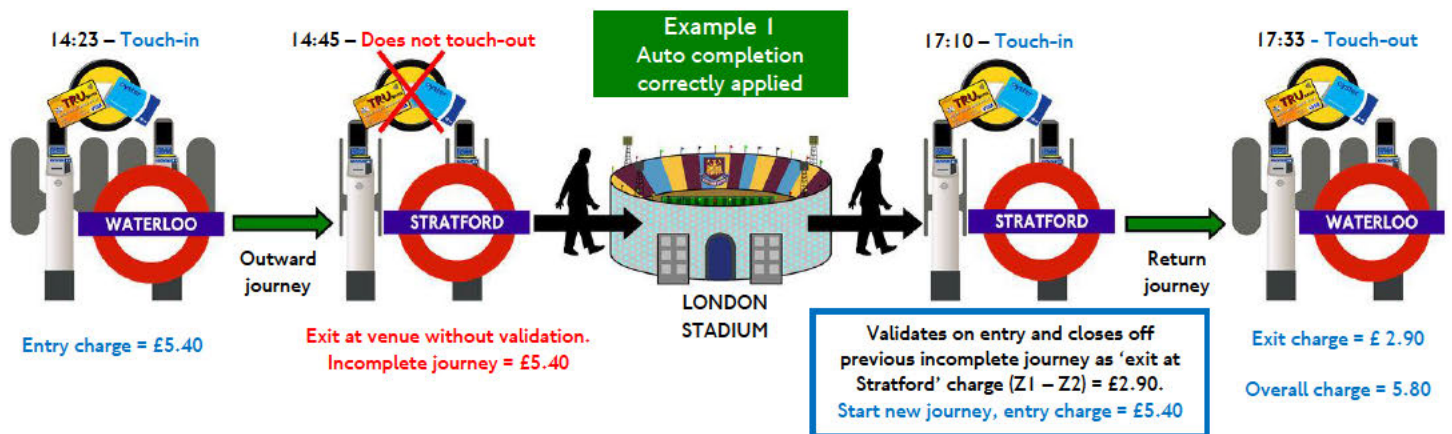 Example 1
Auto completion
correctly applied
14:23 – Touch-in
14:45 – Does not touch-out
17:10 – Touch-in
17:33 - Touch-out
WATERLOO
STRATFORD
STRATFORD
WATERLOO
Outward
journey
LONDON
STADIUM
Return
journey
Entry charge = £5.40
Exit at venue without validation.
Incomplete journey = £5.40
Validates on entry and closes off
previous incomplete journey as ‘exit at
Stratford’ charge (Z1 – Z2) = £2.90.
Start new journey, entry charge = £5.40
Exit charge = £ 2.90
Overall charge = 5.80